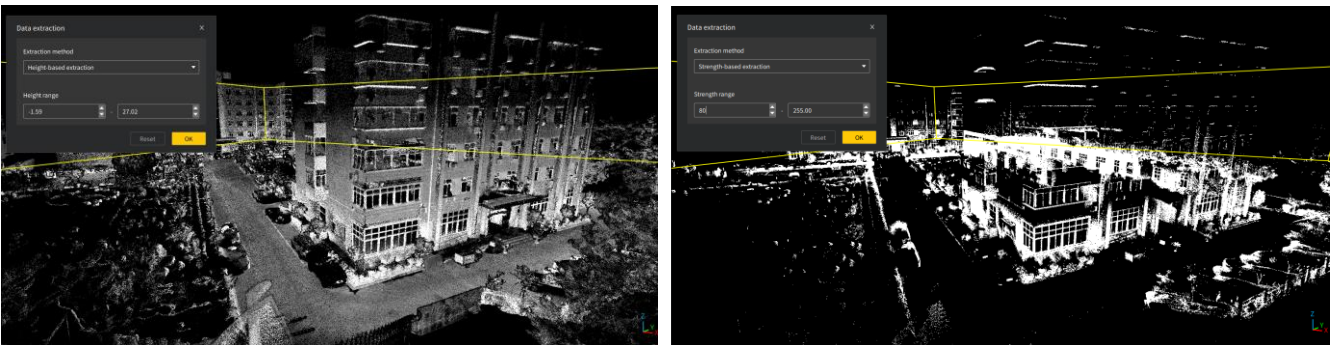 Data extraction
X
Extraction method
Height-based extraction
Height range
-1.59 - 27.02
Reset OK
Z
Y
X
Data extraction
X
Extraction method
Strength-based extraction
Strength range
80 - 255.00
Reset OK
Z
Y
X